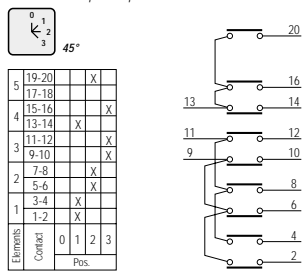 0
1
2
3
45°
5 19-20 X
17-18
4 15-16 X
13-14 X
3 11-12 X
9-10 X
2 7-8 X
5-6 X
1 3-4 X
1-2 X
Elements Contact 0 1 2 3
Pos.
20
16
13 14
11 12
9 10
8
6
4
2